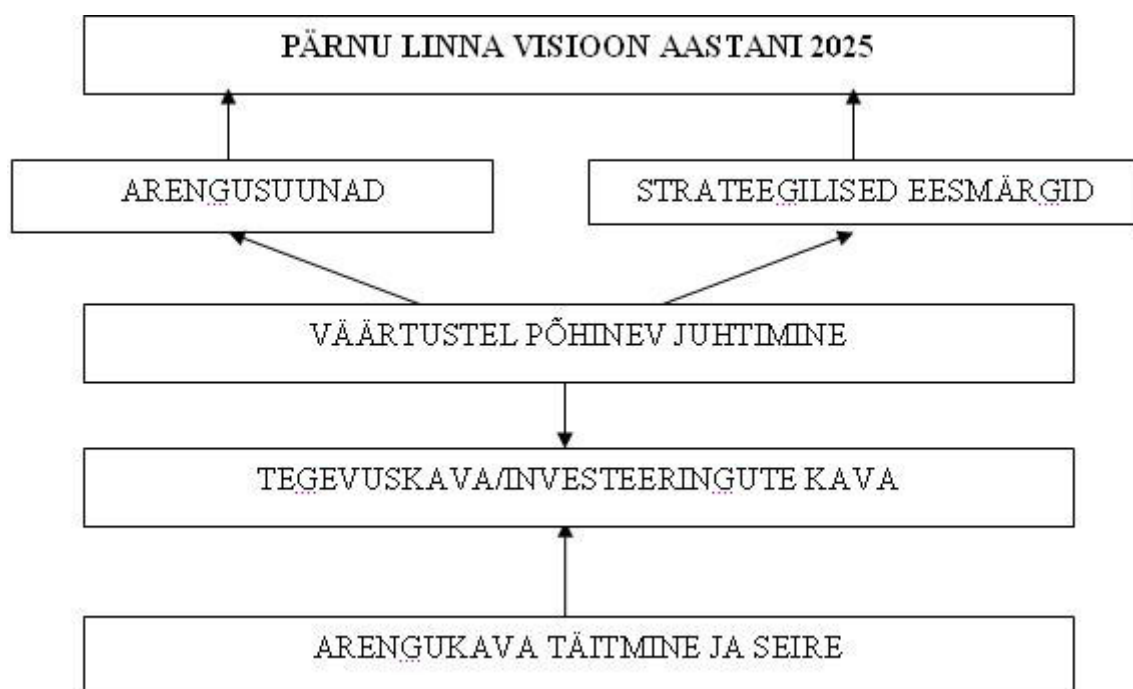 PÄRNU LINNA VISIOON AASTANI 2025
ARENGUSUUNAD
STRATEEGILISED EESMÄRGID
VÄÄRTUSTEL PÕHINEV JUHTIMINE
TEGEVUSKAVA/INVESTEERINGUTE KAVA
ARENGUKAVA TÄITMINE JA SEIRE